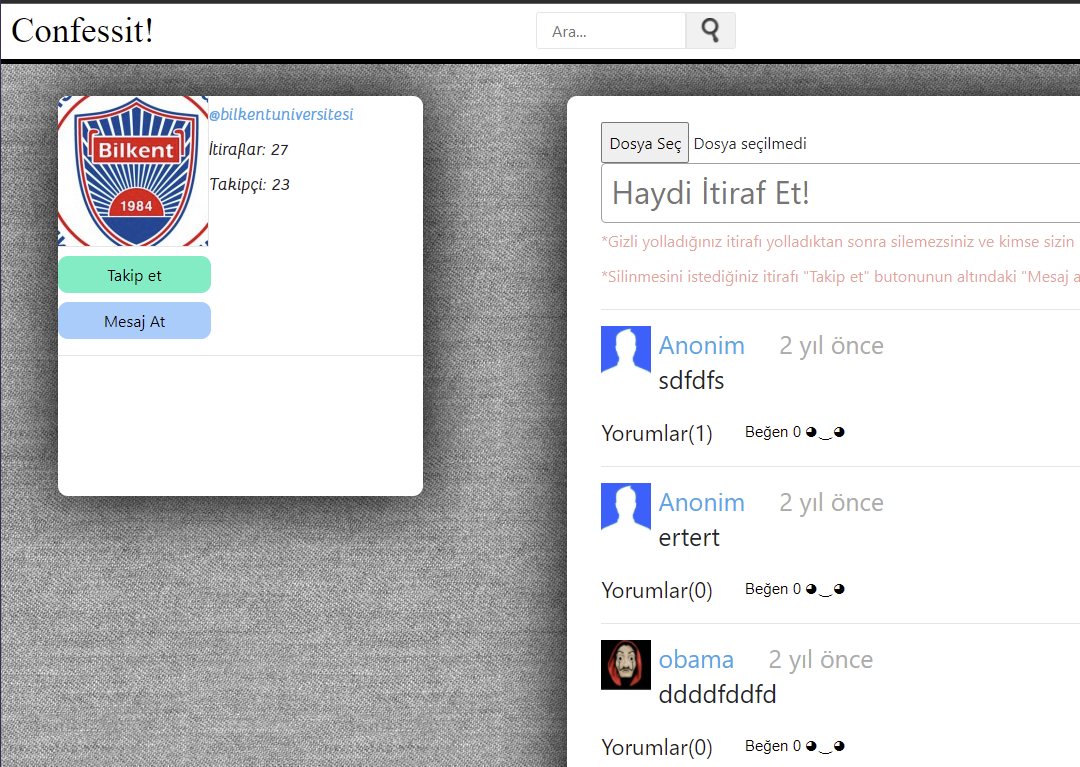 Confessit!
Ara...
Bilkent
1984
@bilkentuniversitesi
İtiraflar: 27
Takipçi: 23
Takip et
Mesaj At
Dosya Seç Dosya seçilmedi
Haydi İtiraf Et!
*Gizli yolladığınız itirafı yolladıktan sonra silemezsiniz ve kimse sizin
*Silinmesini istediğiniz itirafı "Takip et" butonunun altındaki "Mesaj a
Anonim 2 yıl önce
sdfdfs
Yorumlar(1) Beğen 0 ◕‿◕
Anonim 2 yıl önce
ertert
Yorumlar(0) Beğen 0 ◕‿◕
obama 2 yıl önce
ddddfddfd
Yorumlar(0) Beğen 0 ◕‿◕